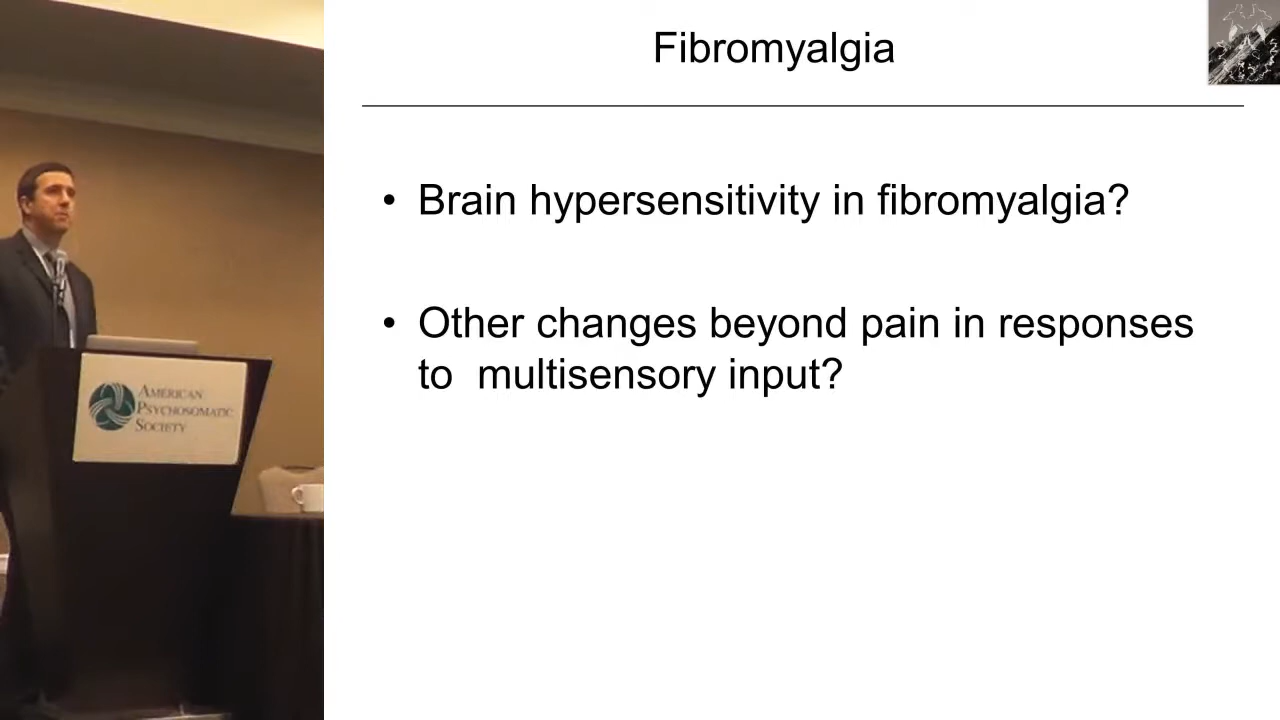 Fibromyalgia
• Brain hypersensitivity in fibromyalgia?
• Other changes beyond pain in responses
to multisensory input?
AMERICAN
PSYCHOSOMATIC
SOCIETY